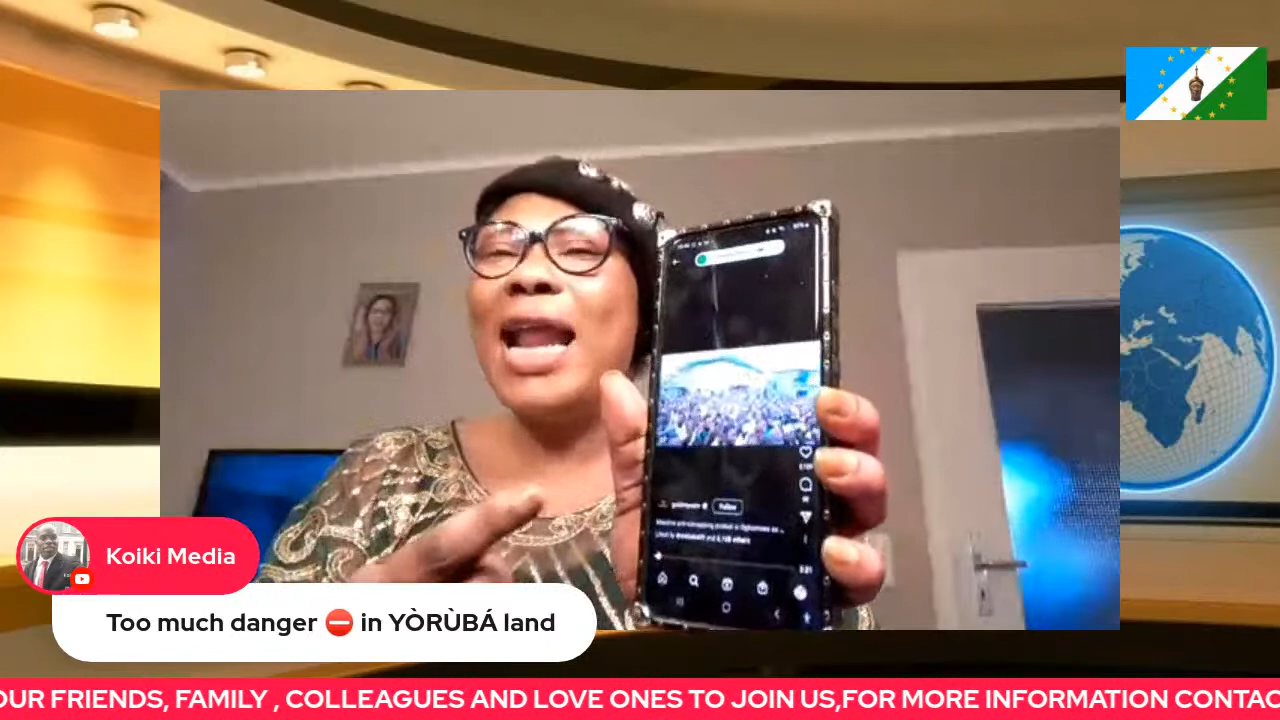 Follow
Koiki Media
Too much danger ⛔ in YÒRÙBÁ land
OUR FRIENDS, FAMILY , COLLEAGUES AND LOVE ONES TO JOIN US,FOR MORE INFORMATION CONTAC